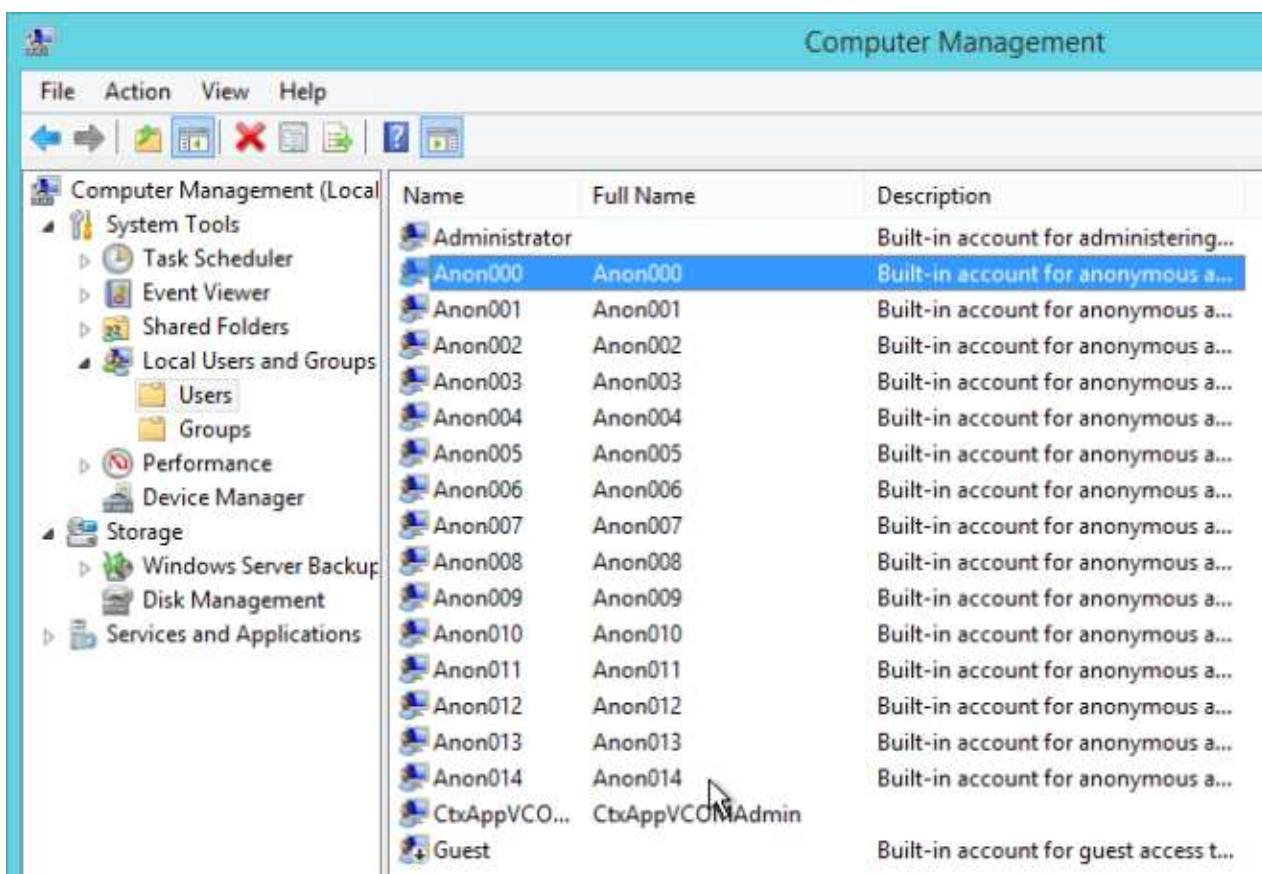 Computer Management
File Action View Help
Computer Management (Local
System Tools
Task Scheduler
Event Viewer
Shared Folders
Local Users and Groups
Users
Groups
Performance
Device Manager
Storage
Windows Server Backup
Disk Management
Services and Applications
Name Full Name Description
Administrator Built-in account for administering...
Anon000 Anon000 Built-in account for anonymous a...
Anon001 Anon001 Built-in account for anonymous a...
Anon002 Anon002 Built-in account for anonymous a...
Anon003 Anon003 Built-in account for anonymous a...
Anon004 Anon004 Built-in account for anonymous a...
Anon005 Anon005 Built-in account for anonymous a...
Anon006 Anon006 Built-in account for anonymous a...
Anon007 Anon007 Built-in account for anonymous a...
Anon008 Anon008 Built-in account for anonymous a...
Anon009 Anon009 Built-in account for anonymous a...
Anon010 Anon010 Built-in account for anonymous a...
Anon011 Anon011 Built-in account for anonymous a...
Anon012 Anon012 Built-in account for anonymous a...
Anon013 Anon013 Built-in account for anonymous a...
Anon014 Anon014 Built-in account for anonymous a...
CtxAppVCO... CtxAppVCOMAdmin
Guest Built-in account for guest access t...